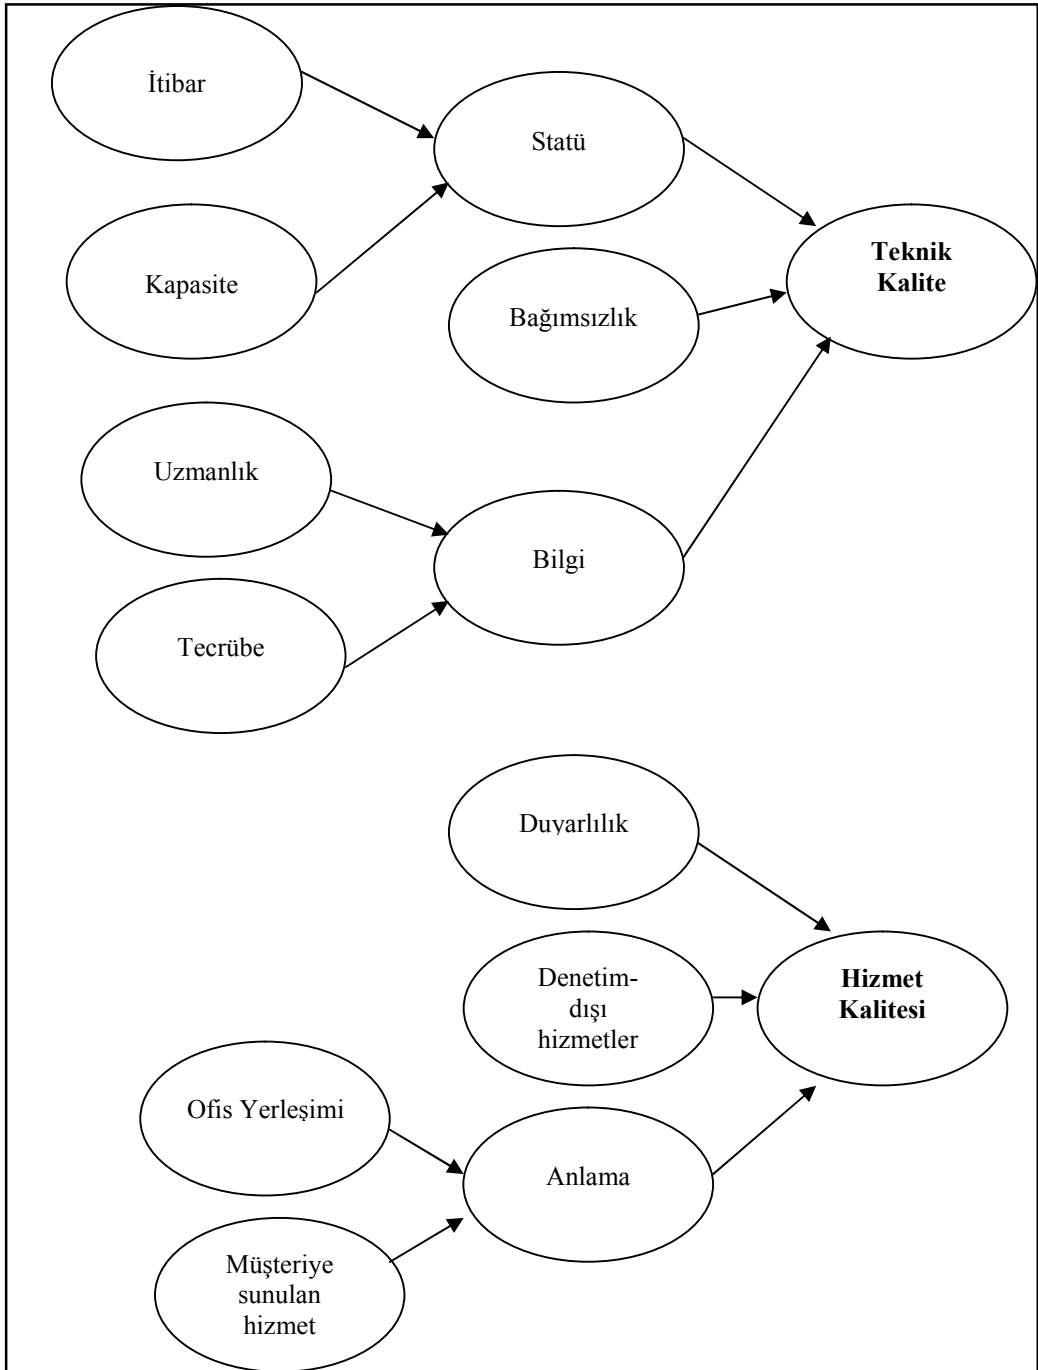 İtibar
Statü
Kapasite
Teknik
Kalite
Bağımsızlık
Uzmanlık
Bilgi
Tecrübe
Duyarlılık
Denetim-
dışı
hizmetler
Hizmet
Kalitesi
Ofis Yerleşimi
Anlama
Müşteriye
sunulan
hizmet